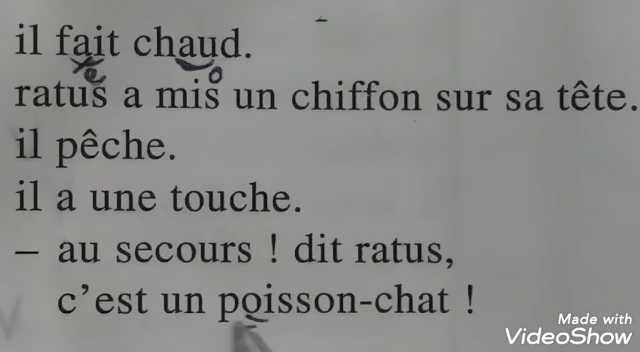 il fait chaud.
è o
ratus a mis un chiffon sur sa tête.
il pêche.
il a une touche.
– au secours ! dit ratus,
c'est un poisson-chat !
Made with
VideoShow